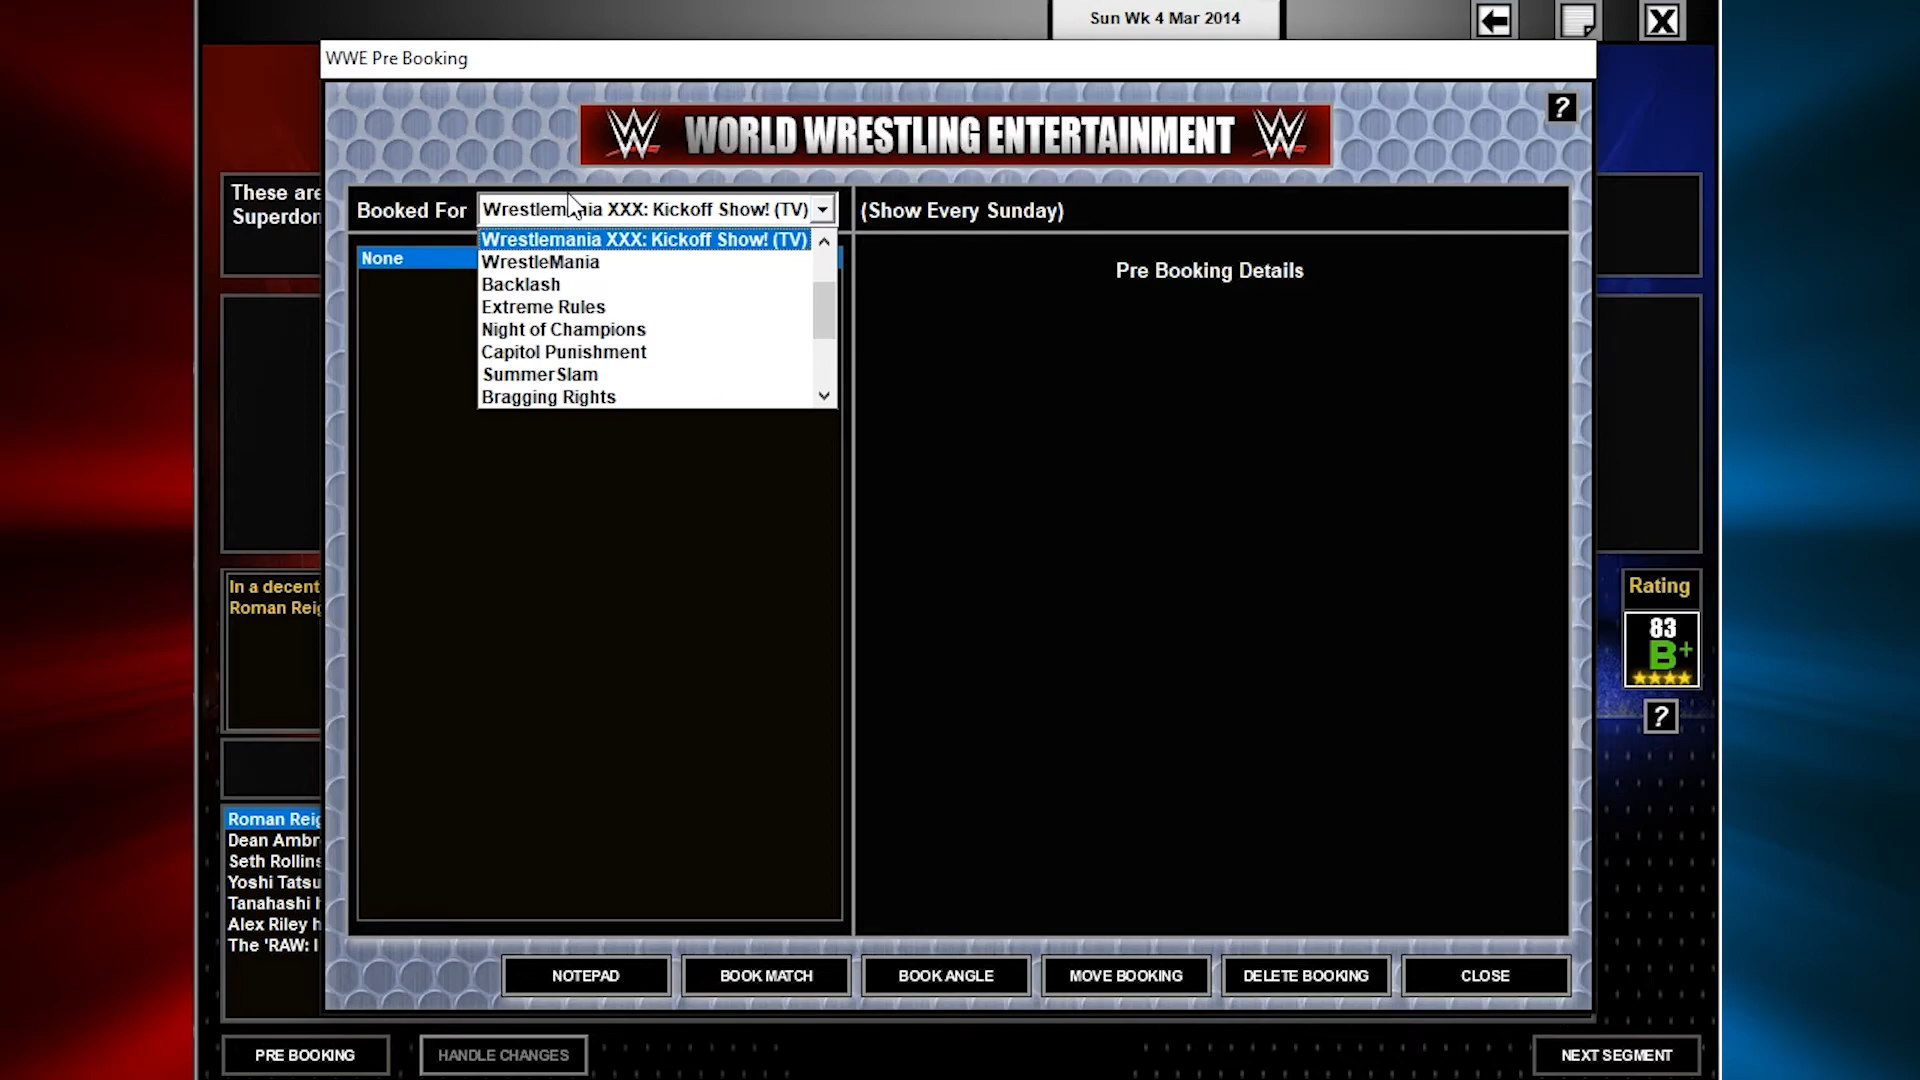 Sun Wk 4 Mar 2014
WWE Pre Booking
?
WORLD WRESTLING ENTERTAINMENT
These are
Superdon
Booked For
Wrestlemania XXX: Kickoff Show! (TV)
(Show Every Sunday)
None
Wrestlemania XXX: Kickoff Show! (TV)
WrestleMania
Backlash
Extreme Rules
Night of Champions
Capitol Punishment
SummerSlam
Bragging Rights
Pre Booking Details
In a decent
Roman Reig
Rating
83
B+
?
Roman Reig
Dean Ambr
Seth Rollins
Yoshi Tatsu
Tanahashi h
Alex Riley h
The 'RAW: I
NOTEPAD
BOOK MATCH
BOOK ANGLE
MOVE BOOKING
DELETE BOOKING
CLOSE
PRE BOOKING
HANDLE CHANGES
NEXT SEGMENT